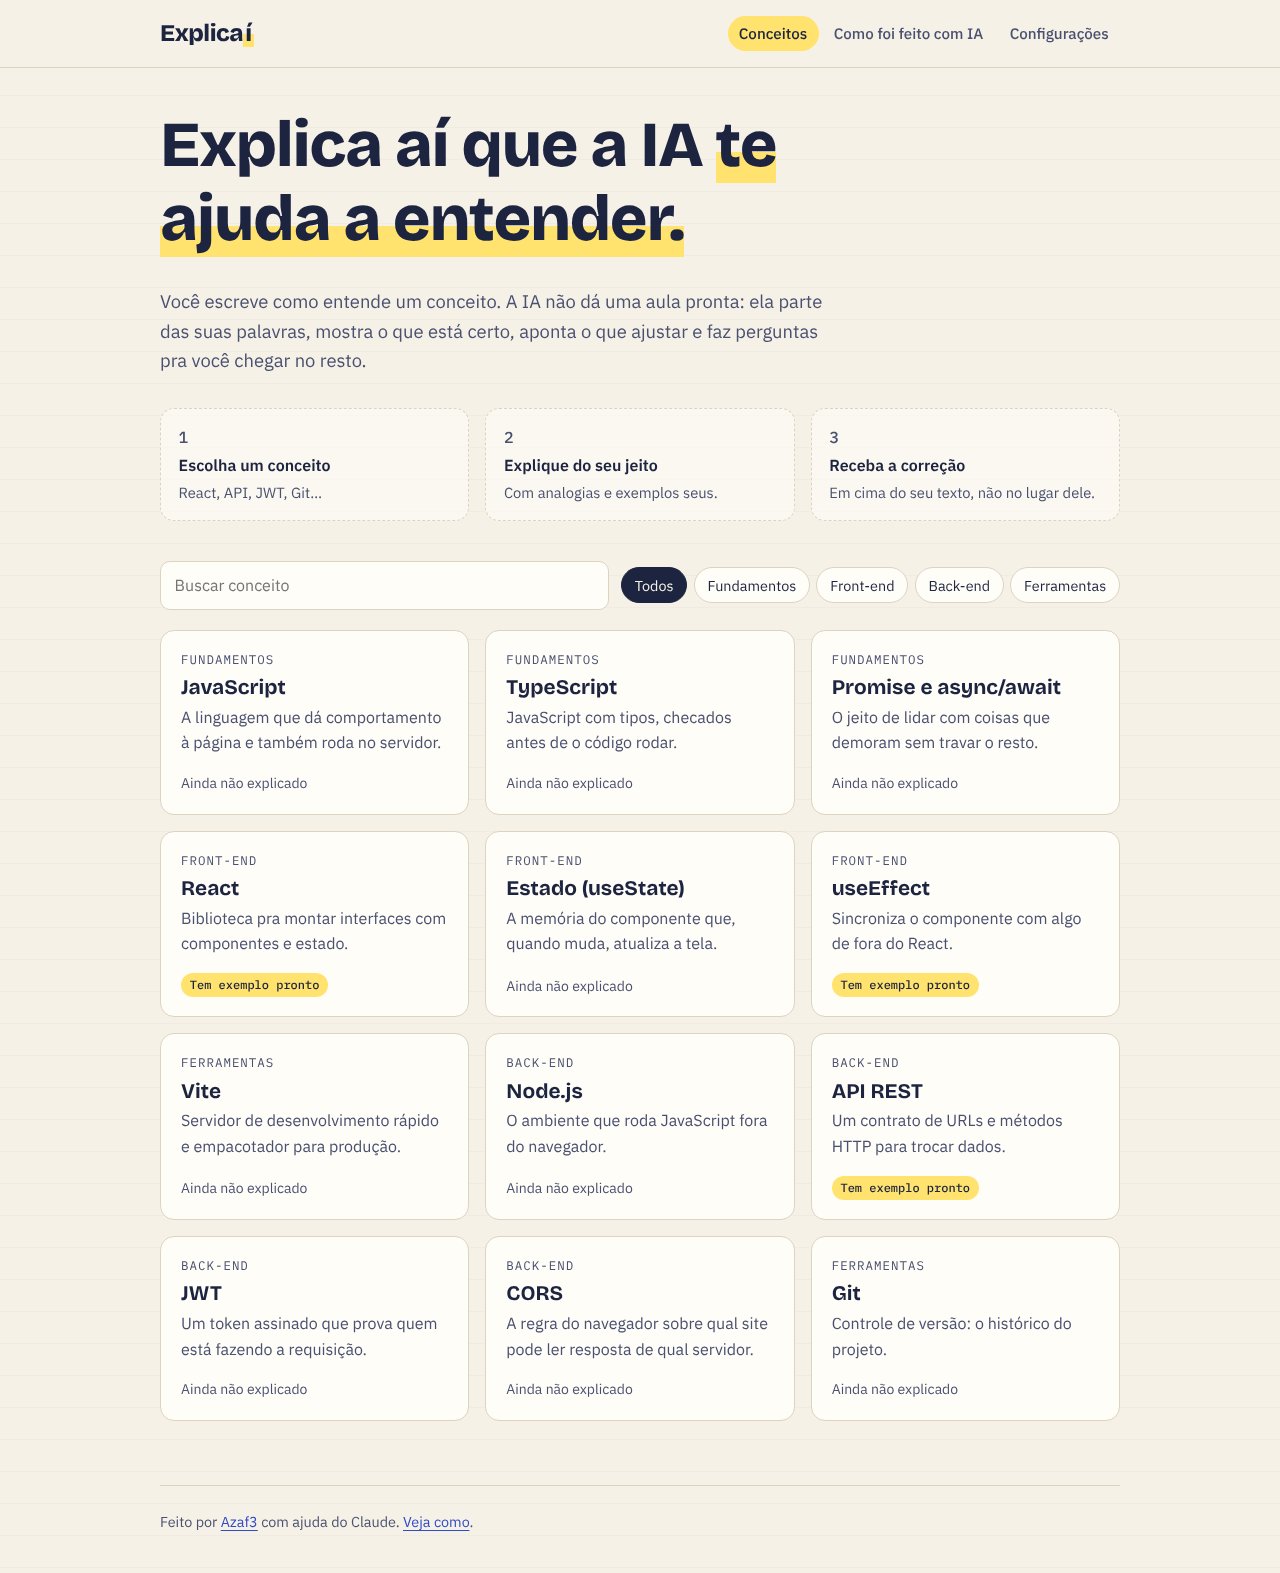 Explicaí
Conceitos
Como foi feito com IA
Configurações
Explica aí que a IA te
ajuda a entender.
Você escreve como entende um conceito. A IA não dá uma aula pronta: ela parte
das suas palavras, mostra o que está certo, aponta o que ajustar e faz perguntas
pra você chegar no resto.
1
Escolha um conceito
React, API, JWT, Git...
2
Explique do seu jeito
Com analogias e exemplos seus.
3
Receba a correção
Em cima do seu texto, não no lugar dele.
Buscar conceito
Todos
Fundamentos
Front-end
Back-end
Ferramentas
FUNDAMENTOS
JavaScript
A linguagem que dá comportamento
à página e também roda no servidor.
Ainda não explicado
FUNDAMENTOS
TypeScript
JavaScript com tipos, checados
antes de o código rodar.
Ainda não explicado
FUNDAMENTOS
Promise e async/await
O jeito de lidar com coisas que
demoram sem travar o resto.
Ainda não explicado
FRONT-END
React
Biblioteca pra montar interfaces com
componentes e estado.
Tem exemplo pronto
FRONT-END
Estado (useState)
A memória do componente que,
quando muda, atualiza a tela.
Ainda não explicado
FRONT-END
useEffect
Sincroniza o componente com algo
de fora do React.
Tem exemplo pronto
FERRAMENTAS
Vite
Servidor de desenvolvimento rápido
e empacotador para produção.
Ainda não explicado
BACK-END
Node.js
O ambiente que roda JavaScript fora
do navegador.
Ainda não explicado
BACK-END
API REST
Um contrato de URLs e métodos
HTTP para trocar dados.
Tem exemplo pronto
BACK-END
JWT
Um token assinado que prova quem
está fazendo a requisição.
Ainda não explicado
BACK-END
CORS
A regra do navegador sobre qual site
pode ler resposta de qual servidor.
Ainda não explicado
FERRAMENTAS
Git
Controle de versão: o histórico do
projeto.
Ainda não explicado
Feito por Azaf3 com ajuda do Claude. Veja como.